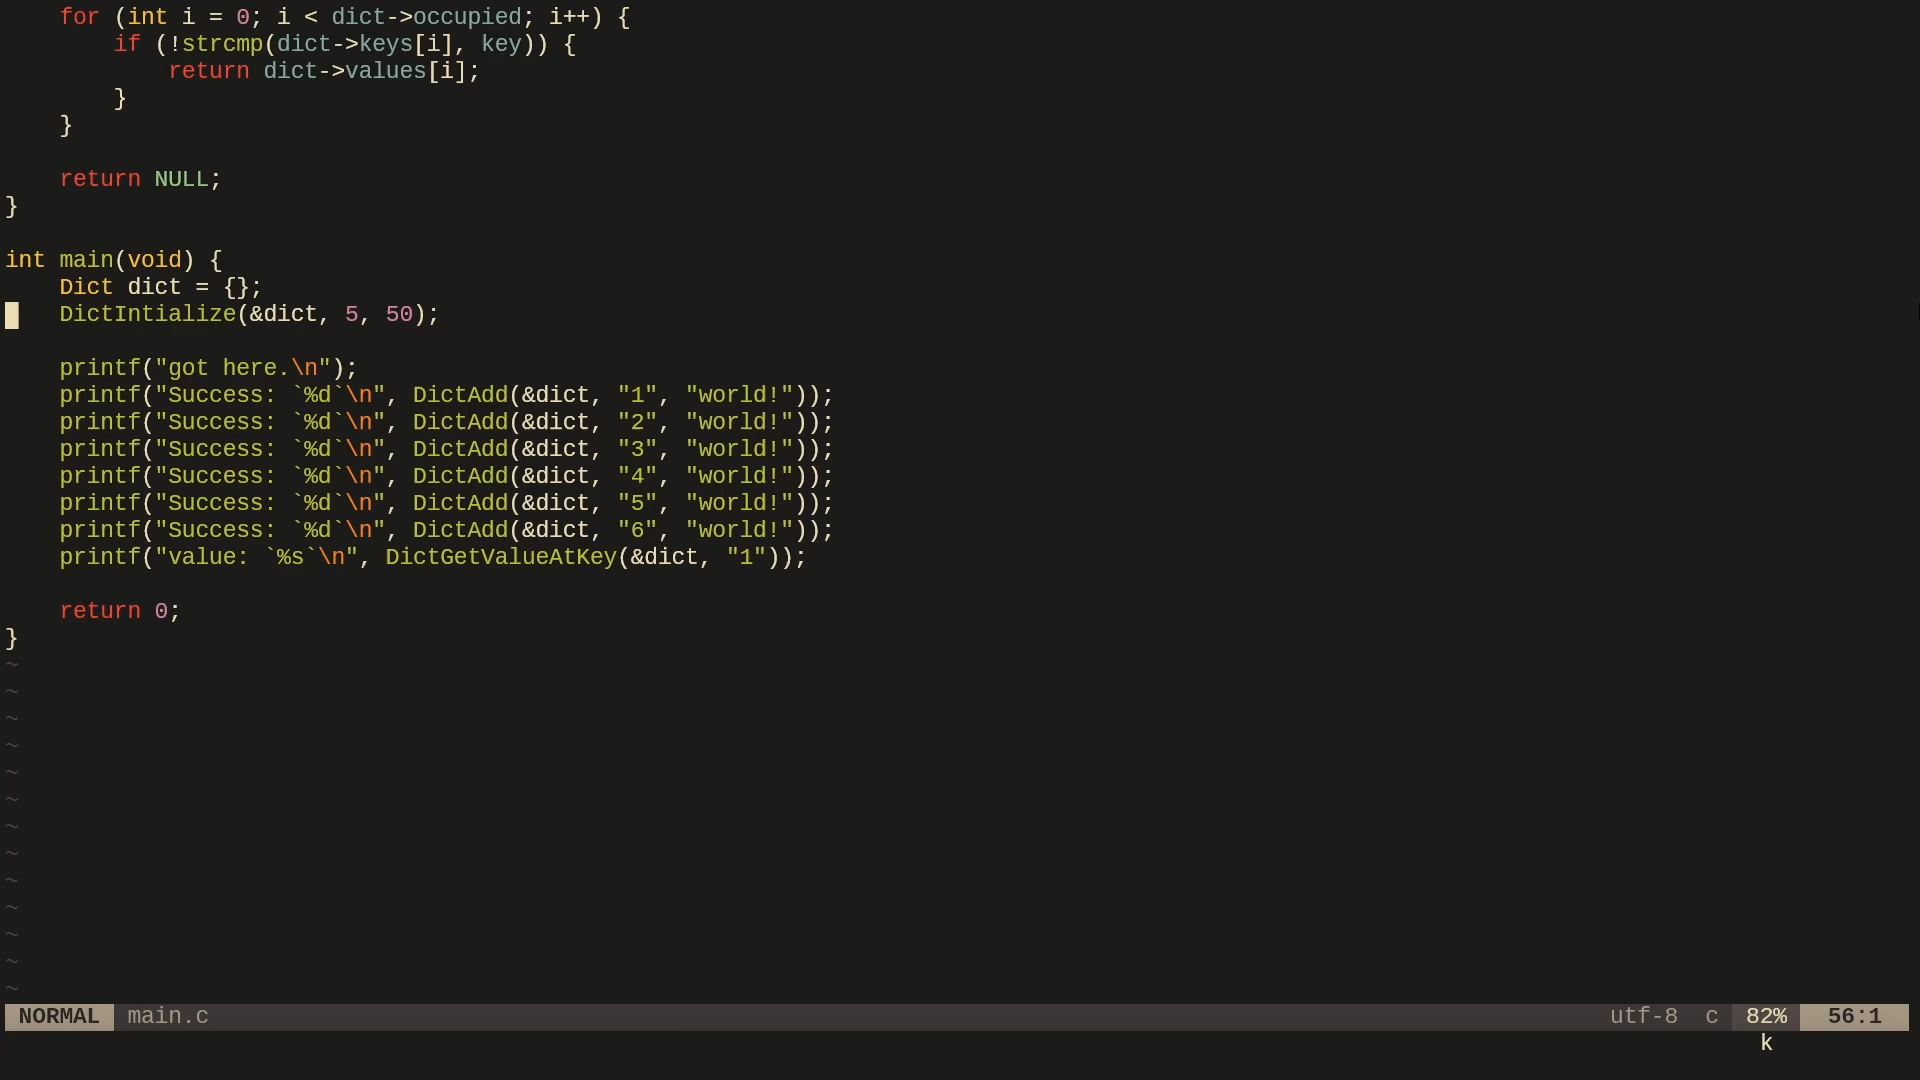 for (int i = 0; i < dict->occupied; i++) {
        if (!strcmp(dict->keys[i], key)) {
            return dict->values[i];
        }
    }

    return NULL;
}

int main(void) {
    Dict dict = {};
    DictIntialize(&dict, 5, 50);

    printf("got here.\n");
    printf("Success: `%d`\n", DictAdd(&dict, "1", "world!"));
    printf("Success: `%d`\n", DictAdd(&dict, "2", "world!"));
    printf("Success: `%d`\n", DictAdd(&dict, "3", "world!"));
    printf("Success: `%d`\n", DictAdd(&dict, "4", "world!"));
    printf("Success: `%d`\n", DictAdd(&dict, "5", "world!"));
    printf("Success: `%d`\n", DictAdd(&dict, "6", "world!"));
    printf("value: `%s`\n", DictGetValueAtKey(&dict, "1"));

    return 0;
}
~
~
~
~
~
~
~
~
~
~
~
~
~
NORMAL main.c utf-8 c 82% 56:1
k